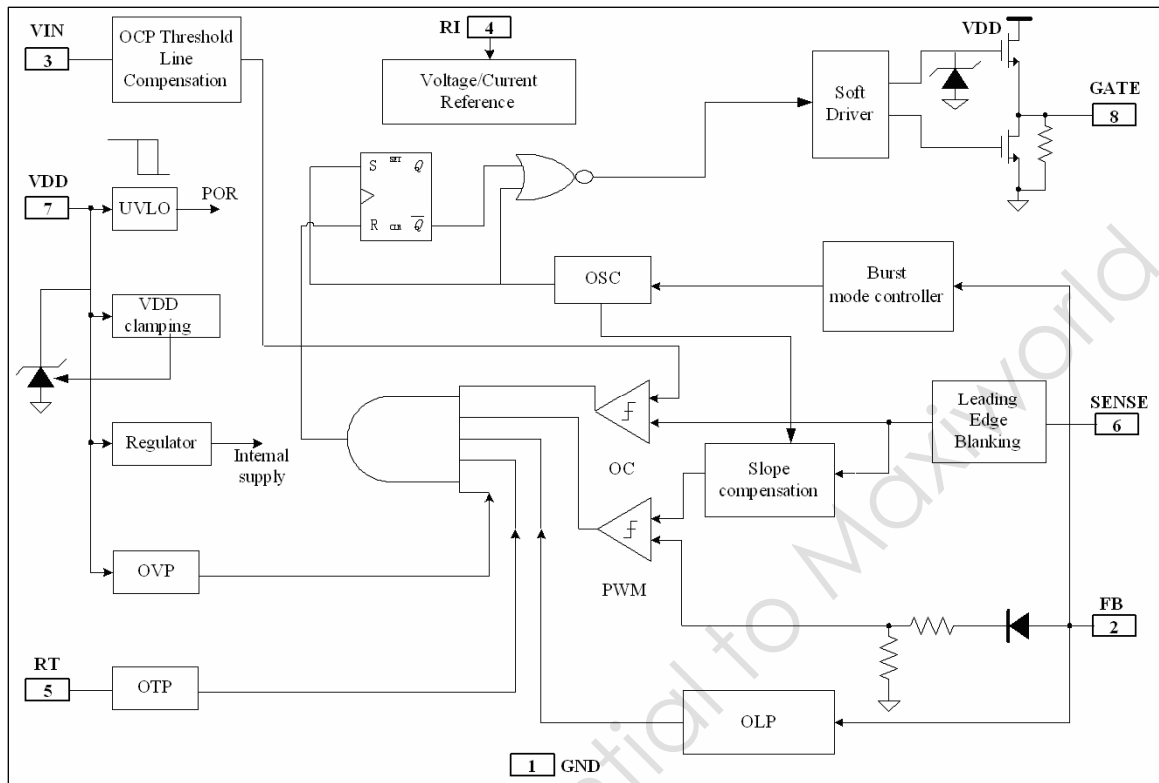 VIN
3
OCP Threshold
Line
Compensation
RI
4
Voltage/Current
Reference
VDD
Soft
Driver
GATE
8
S SET Q
R CLR Q
VDD
7
UVLO
POR
OSC
Burst
mode controller
VDD
clamping
Leading
Edge
Blanking
SENSE
6
Regulator
Internal
supply
OC
Slope
compensation
OVP
PWM
FB
2
RT
5
OTP
OLP
1
GND
ntial to Maxiworld